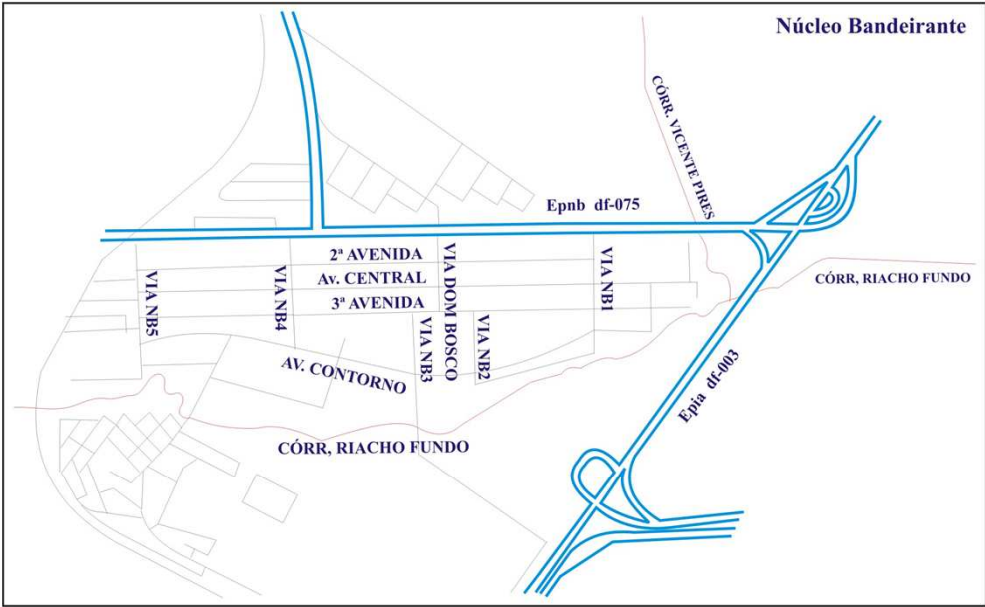 Núcleo Bandeirante
CÓRR. VICENTE PIRES
Epnb df-075
2ª AVENIDA
Av. CENTRAL
3ª AVENIDA
VIA NB5
VIA NB4
VIA DOM BOSCO
VIA NB1
CÓRR, RIACHO FUNDO
VIA NB3
VIA NB2
AV. CONTORNO
Epia df-003
CÓRR, RIACHO FUNDO